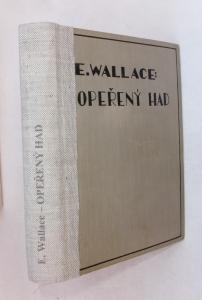 E. WALLACE:
OPEŘENÝ HAD
E. Wallace – OPEŘENÝ HAD